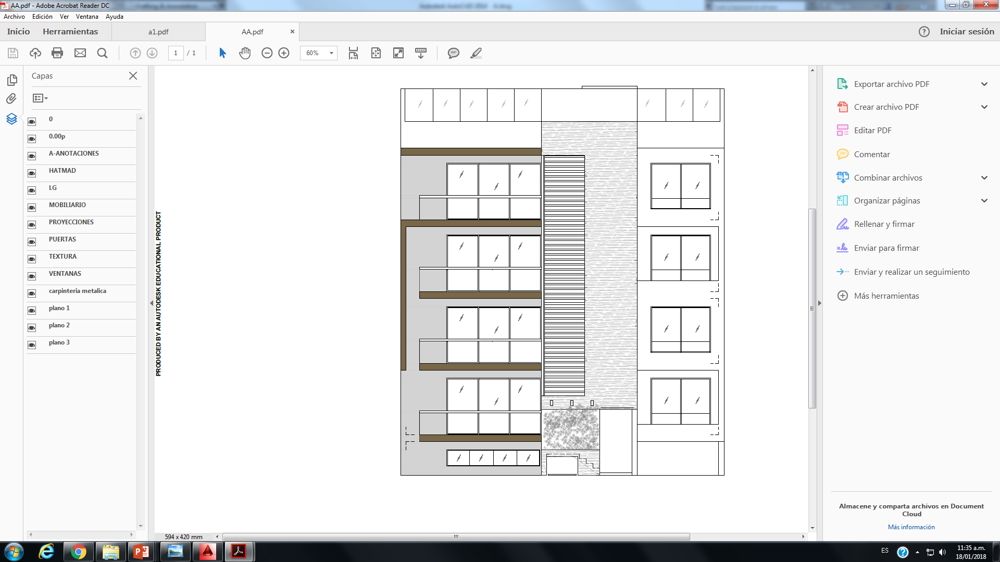 AA.pdf - Adobe Acrobat Reader DC
Archivo Edición Ver Ventana Ayuda
Inicio Herramientas a1.pdf AA.pdf Iniciar sesión
1 / 1 60%
Capas
0
0.00p
A-ANOTACIONES
HATMAD
LG
MOBILIARIO
PROYECCIONES
PUERTAS
TEXTURA
VENTANAS
carpinteria metalica
plano 1
plano 2
plano 3
PRODUCED BY AN AUTODESK EDUCATIONAL PRODUCT
594 x 420 mm
Exportar archivo PDF
Crear archivo PDF
Editar PDF
Comentar
Combinar archivos
Organizar páginas
Rellenar y firmar
Enviar para firmar
Enviar y realizar un seguimiento
Más herramientas
Almacene y comparta archivos en Document
Cloud
Más información
ES
11:35 a.m.
18/01/2018